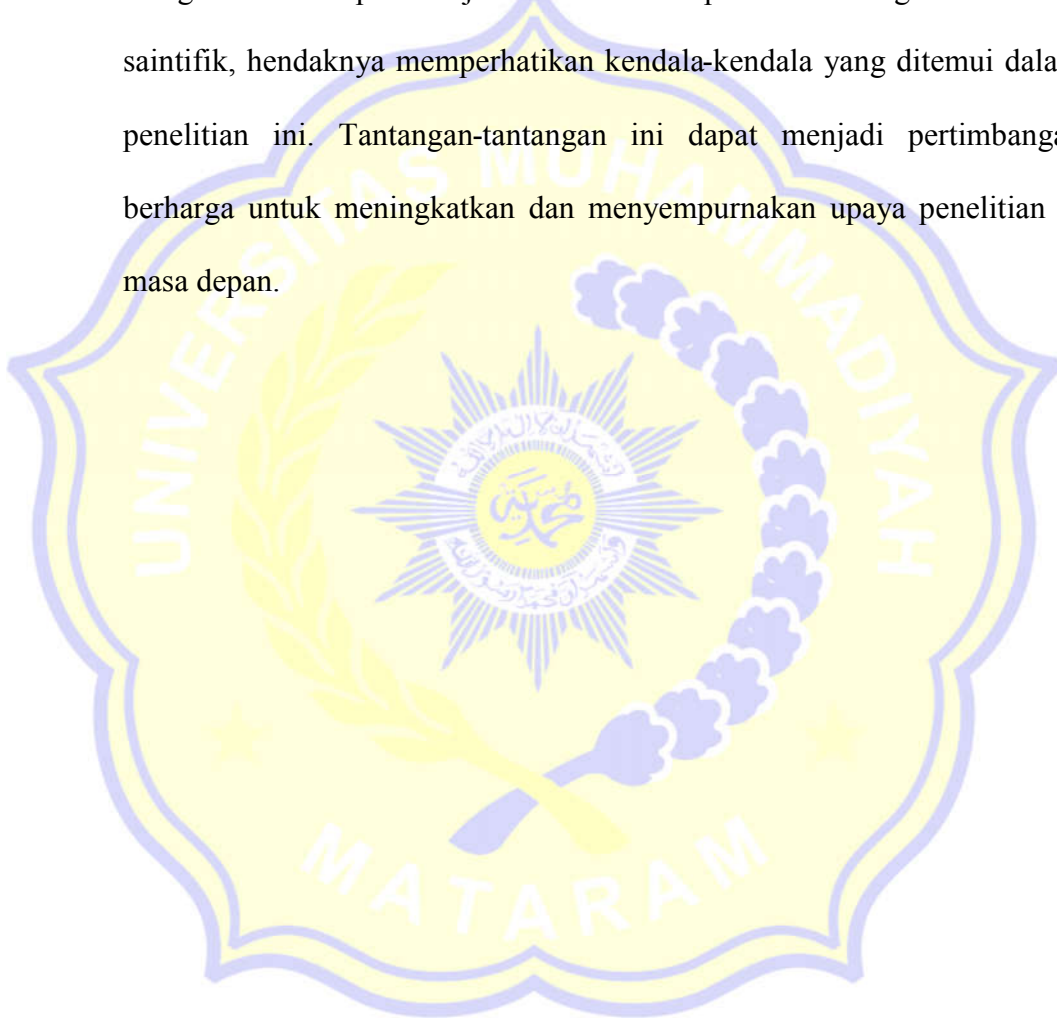 saintifik, hendaknya memperhatikan kendala-kendala yang ditemui dala
penelitian ini. Tantangan-tantangan ini dapat menjadi pertimbanga
berharga untuk meningkatkan dan menyempurnakan upaya penelitian
masa depan.
UNIVERSITAS MUHAMMADIYAH
MATARAM